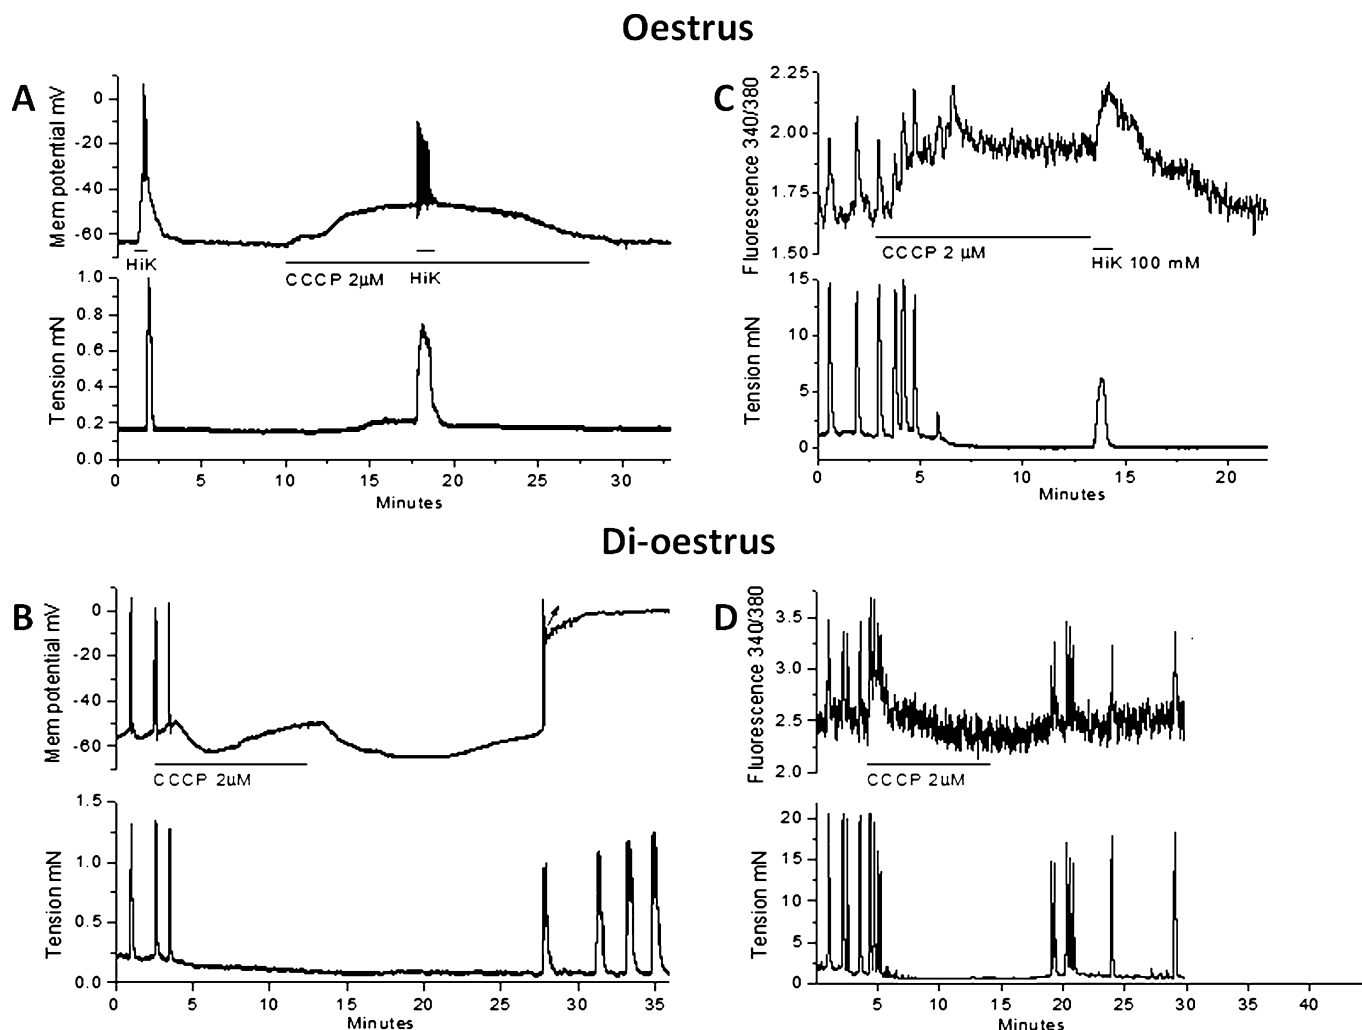 Oestrus
A
Mem potential mV
0
-20
-40
-60
HiK
CCCP 2µM
HiK
Tension mN
1.0
0.8
0.6
0.4
0.2
0.0
0 5 10 15 20 25 30
Minutes
C
Fluorescence 340/380
2.25
2.00
1.75
1.50
CCCP 2 µM
HiK 100 mM
Tension mN
15
10
5
0
0 5 10 15 20
Minutes
Di-oestrus
B
Mem potential mV
0
-20
-40
-60
CCCP 2µM
Tension mN
1.5
1.0
0.5
0.0
0 5 10 15 20 25 30 35
Minutes
D
Fluorescence 340/380
3.5
3.0
2.5
2.0
CCCP 2µM
Tension mN
20
15
10
5
0
5 10 15 20 25 30 35 40
Minutes